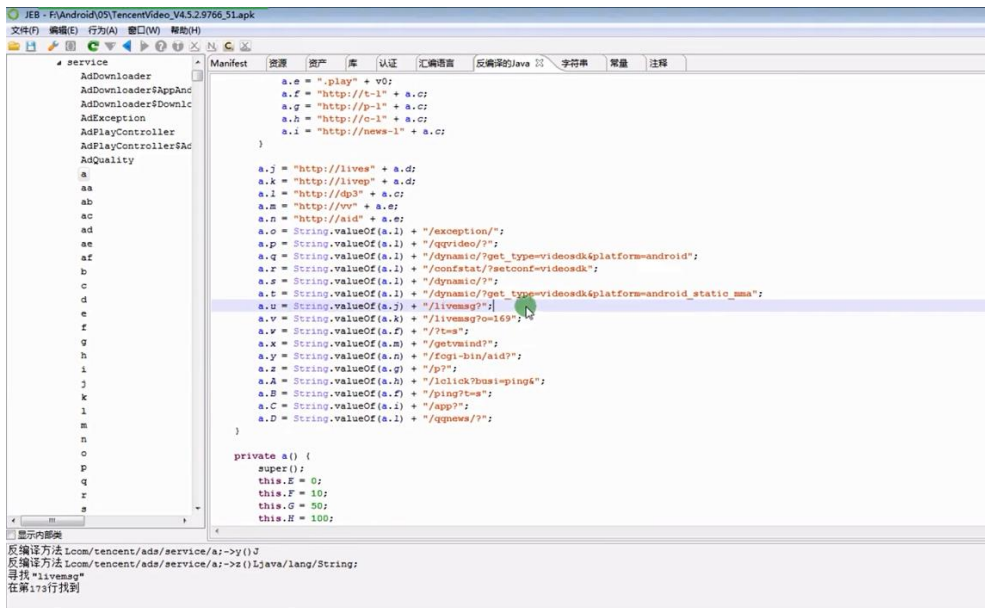 JEB - F:\Android\05\TencentVideo_V4.5.2.9766_51.apk
文件(F) 编辑(E) 行为(A) 窗口(W) 帮助(H)
service
AdDownloader
AdDownloader$AppAnd
AdDownloader$Downlc
AdException
AdPlayController
AdPlayController$Ad
AdQuality
a
aa
ab
ac
ad
ae
af
b
c
d
e
f
g
h
i
j
k
l
m
n
o
p
q
r
s
显示内部类
Manifest 资源 资产 库 认证 汇编语言 反编译的Java 字符串 常量 注释
a.e = ".play" + v0;
a.f = "http://t-l" + a.c;
a.g = "http://p-l" + a.c;
a.h = "http://c-l" + a.c;
a.i = "http://news-l" + a.c;
}
a.j = "http://lives" + a.d;
a.k = "http://livep" + a.d;
a.l = "http://dp3" + a.c;
a.m = "http://vv" + a.e;
a.n = "http://aid" + a.e;
a.o = String.valueOf(a.l) + "/exception/";
a.p = String.valueOf(a.l) + "/qqvideo/?";
a.q = String.valueOf(a.l) + "/dynamic/?get_type=videosdk&platform=android";
a.r = String.valueOf(a.l) + "/confstat/?setconf=videosdk";
a.s = String.valueOf(a.l) + "/dynamic/?";
a.t = String.valueOf(a.l) + "/dynamic/?get_type=videosdk&platform=android_static_mma";
a.u = String.valueOf(a.j) + "/livemsg?";
a.v = String.valueOf(a.k) + "/livemsg?o=169";
a.w = String.valueOf(a.f) + "/?t=s";
a.x = String.valueOf(a.m) + "/getvmind?";
a.y = String.valueOf(a.n) + "/fcgi-bin/aid?";
a.z = String.valueOf(a.g) + "/p?";
a.A = String.valueOf(a.h) + "/lclick?busi=ping&";
a.B = String.valueOf(a.f) + "/ping?t=s";
a.C = String.valueOf(a.i) + "/app?";
a.D = String.valueOf(a.l) + "/qqnews/?";
}
private a() {
super();
this.E = 0;
this.F = 10;
this.G = 50;
this.H = 100;
反编译方法 Lcom/tencent/ads/service/a;->y()J
反编译方法 Lcom/tencent/ads/service/a;->z()Ljava/lang/String;
寻找 "livemsg"
在第173行找到